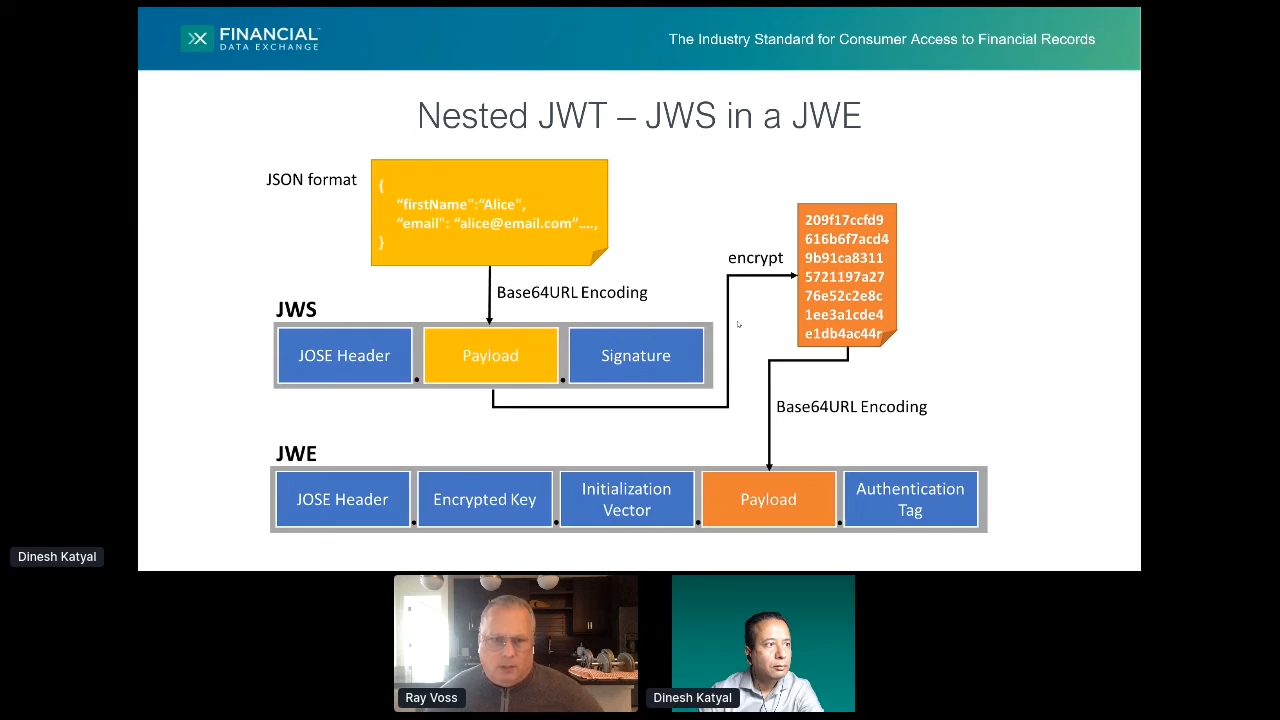 FINANCIAL
DATA EXCHANGE
The Industry Standard for Consumer Access to Financial Records
Nested JWT – JWS in a JWE
JSON format
{
“firstName":“Alice",
“email": “alice@email.com”….,
}
209f17ccfd9
616b6f7acd4
9b91ca8311
5721197a27
76e52c2e8c
1ee3a1cde4
e1db4ac44r
encrypt
Base64URL Encoding
JWS
JOSE Header
.
Payload
.
Signature
Base64URL Encoding
JWE
JOSE Header
.
Encrypted Key
.
Initialization
Vector
.
Payload
.
Authentication
Tag
Dinesh Katyal
Ray Voss
Dinesh Katyal